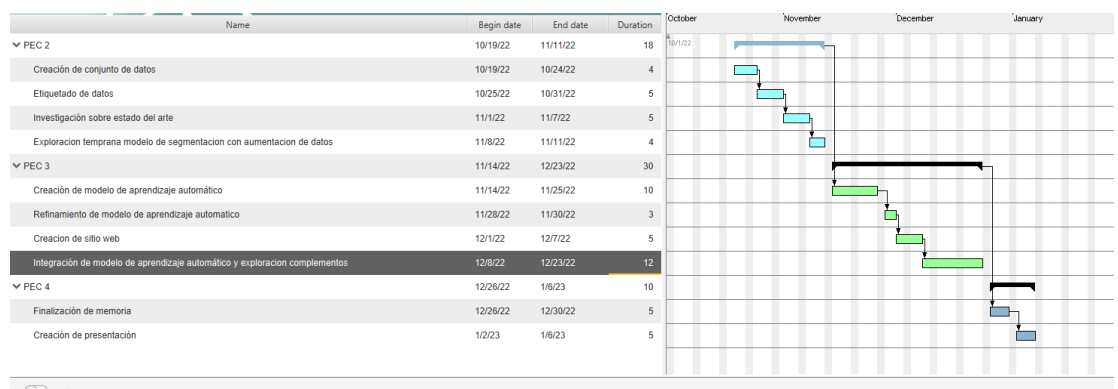 Name Begin date End date Duration October November December January
PEC 2 10/19/22 11/11/22 18 10/1/22
Creación de conjunto de datos 10/19/22 10/24/22 4
Etiquetado de datos 10/25/22 10/31/22 5
Investigación sobre estado del arte 11/1/22 11/7/22 5
Exploracion temprana modelo de segmentacion con aumentacion de datos 11/8/22 11/11/22 4
PEC 3 11/14/22 12/23/22 30
Creación de modelo de aprendizaje automático 11/14/22 11/25/22 10
Refinamiento de modelo de aprendizaje automatico 11/28/22 11/30/22 3
Creacion de sitio web 12/1/22 12/7/22 5
Integración de modelo de aprendizaje automático y exploracion complementos 12/8/22 12/23/22 12
PEC 4 12/26/22 1/6/23 10
Finalización de memoria 12/26/22 12/30/22 5
Creación de presentación 1/2/23 1/6/23 5